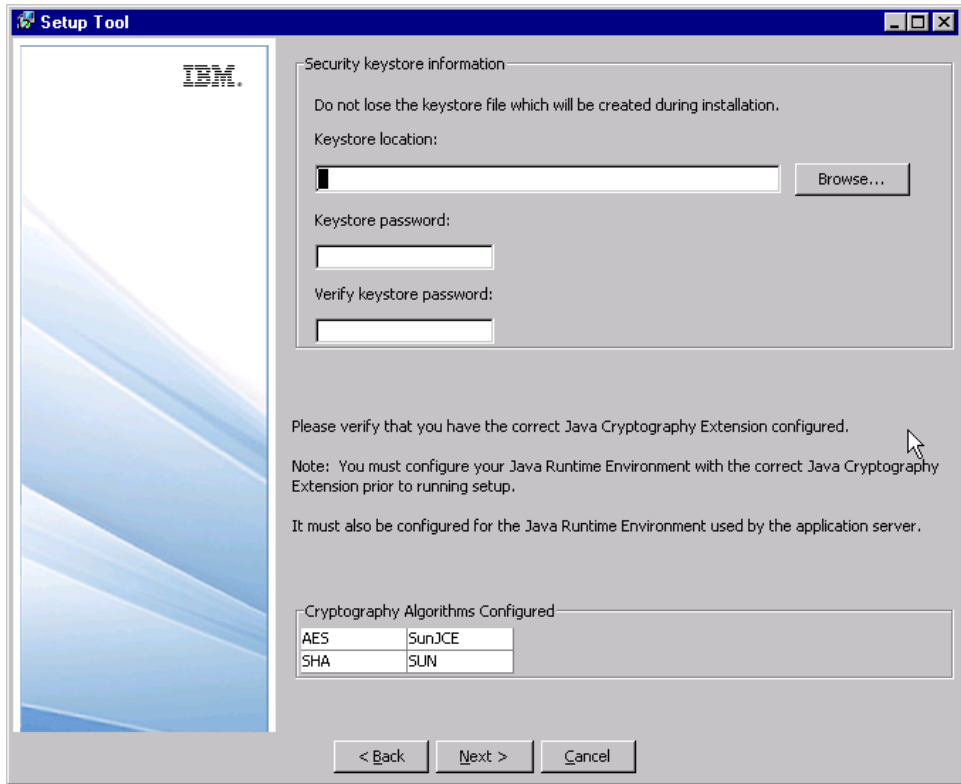 Setup Tool
IBM.
Security keystore information
Do not lose the keystore file which will be created during installation.
Keystore location:
Browse...
Keystore password:
Verify keystore password:
Please verify that you have the correct Java Cryptography Extension configured.
Note: You must configure your Java Runtime Environment with the correct Java Cryptography
Extension prior to running setup.
It must also be configured for the Java Runtime Environment used by the application server.
Cryptography Algorithms Configured
AES SunJCE
SHA SUN
< Back Next > Cancel